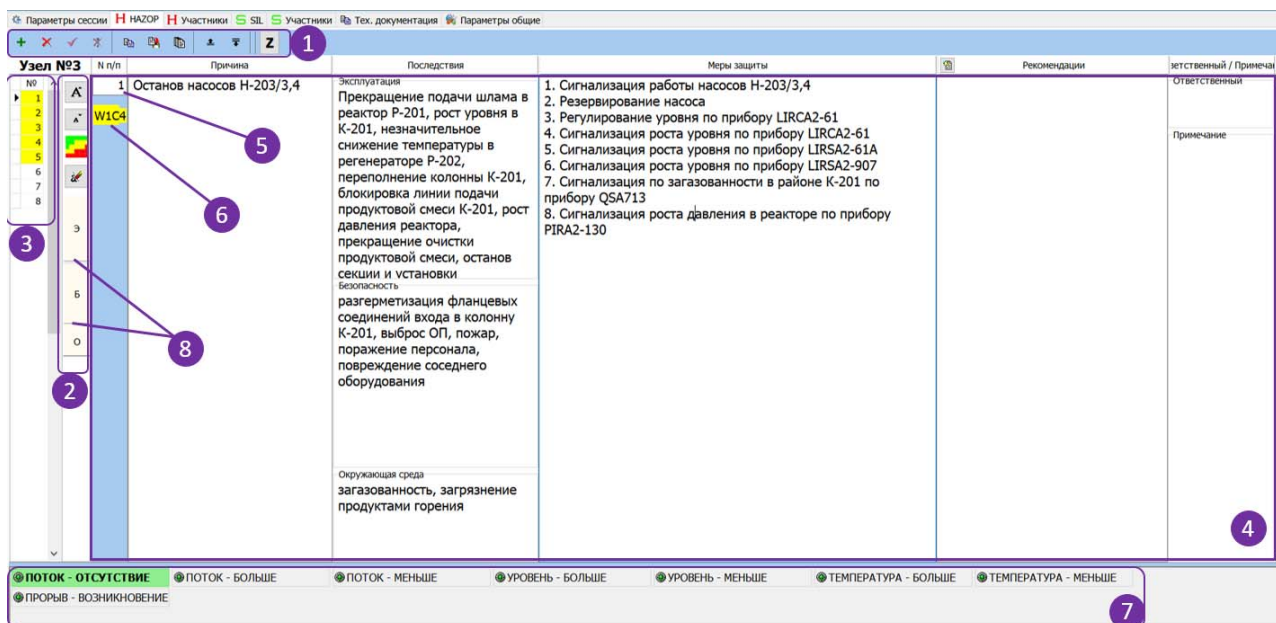 Параметры сессии HAZOP Участники SIL Участники Тех. документация Параметры общие
Z 1
Узел №3 N п/п Причина Последствия Меры защиты Рекомендации зетственный / Примечан
№
1
2
3
4
5
6
7
8
A
A
Э
Б
О
1 Останов насосов Н-203/3,4
W1C4
5
6
3
8
2
Эксплуатация
Прекращение подачи шлама в
реактор Р-201, рост уровня в
К-201, незначительное
снижение температуры в
регенераторе Р-202,
переполнение колонны К-201,
блокировка линии подачи
продуктовой смеси К-201, рост
давления реактора,
прекращение очистки
продуктовой смеси, останов
секции и установки
Безопасность
разгерметизация фланцевых
соединений входа в колонну
К-201, выброс ОП, пожар,
поражение персонала,
повреждение соседнего
оборудования
Окружающая среда
загазованность, загрязнение
продуктами горения
1. Сигнализация работы насосов Н-203/3,4
2. Резервирование насоса
3. Регулирование уровня по прибору LIRCA2-61
4. Сигнализация роста уровня по прибору LIRCA2-61
5. Сигнализация роста уровня по прибору LIRSA2-61A
6. Сигнализация роста уровня по прибору LIRSA2-907
7. Сигнализация по загазованности в районе К-201 по
прибору QSA713
8. Сигнализация роста давления в реакторе по прибору
PIRA2-130
Ответственный
Примечание
4
ПОТОК - ОТСУТСТВИЕ ПОТОК - БОЛЬШЕ ПОТОК - МЕНЬШЕ УРОВЕНЬ - БОЛЬШЕ УРОВЕНЬ - МЕНЬШЕ ТЕМПЕРАТУРА - БОЛЬШЕ ТЕМПЕРАТУРА - МЕНЬШЕ
ПРОРЫВ - ВОЗНИКНОВЕНИЕ
7